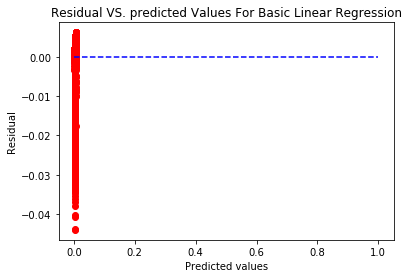 Residual VS. predicted Values For Basic Linear Regression
0.00
−0.01
−0.02
−0.03
−0.04
Residual
0.0 0.2 0.4 0.6 0.8 1.0
Predicted values